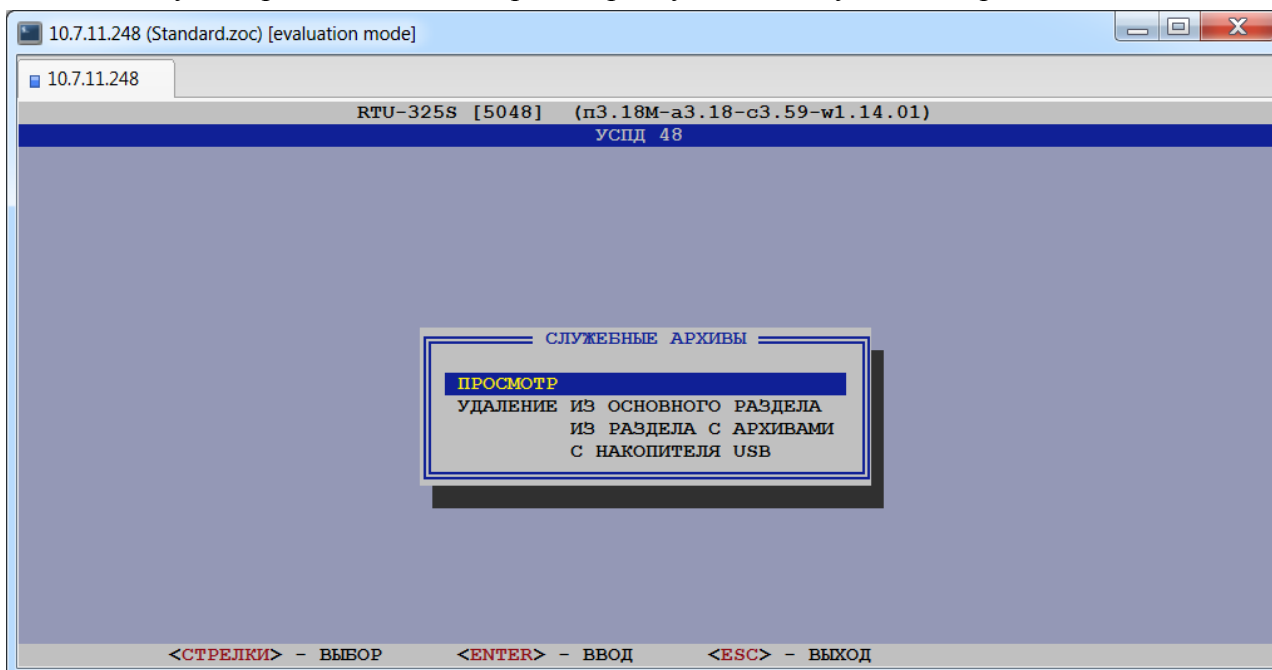 10.7.11.248 (Standard.zoc) [evaluation mode]
10.7.11.248
RTU-325S [5048] (п3.18М-а3.18-с3.59-w1.14.01)
УСПД 48
СЛУЖЕБНЫЕ АРХИВЫ
ПРОСМОТР
УДАЛЕНИЕ ИЗ ОСНОВНОГО РАЗДЕЛА
ИЗ РАЗДЕЛА С АРХИВАМИ
С НАКОПИТЕЛЯ USB
<СТРЕЛКИ> - ВЫБОР <ENTER> - ВВОД <ESC> - ВЫХОД